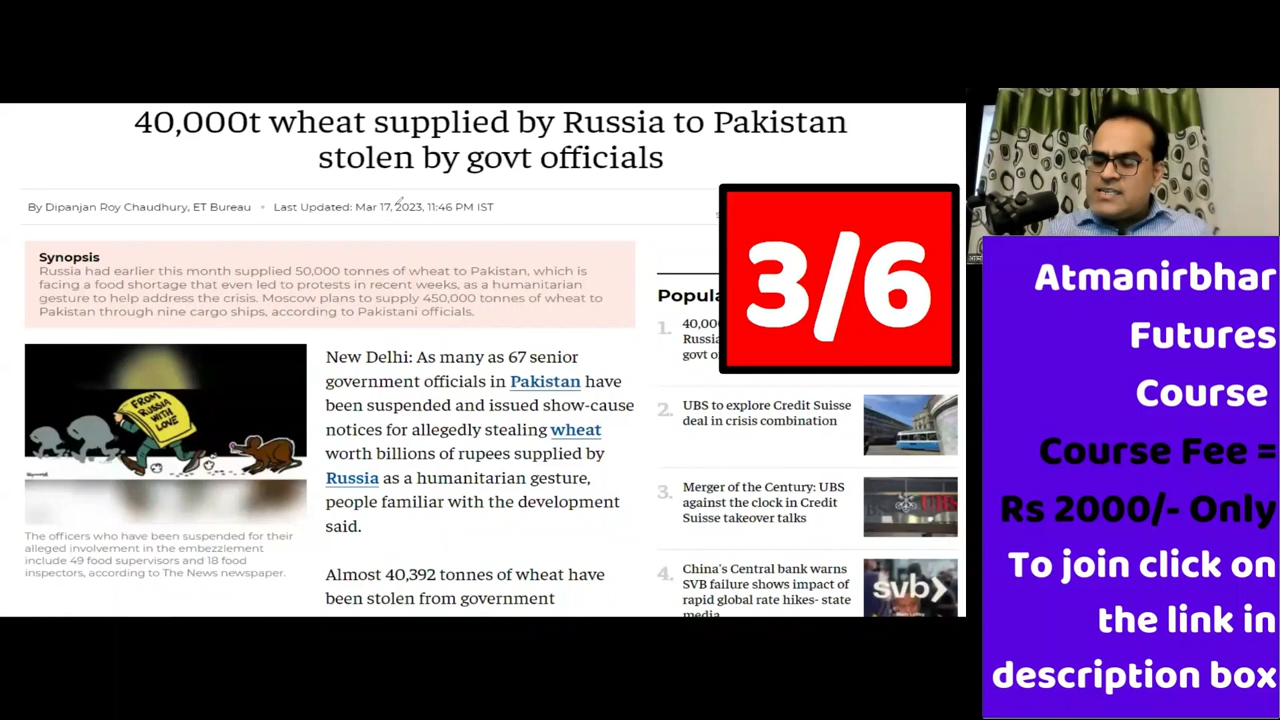 40,000t wheat supplied by Russia to Pakistan
stolen by govt officials
By Dipanjan Roy Chaudhury, ET Bureau • Last Updated: Mar 17, 2023, 11:46 PM IST
Synopsis
Russia had earlier this month supplied 50,000 tonnes of wheat to Pakistan, which is
facing a food shortage that even led to protests in recent weeks, as a humanitarian
gesture to help address the crisis. Moscow plans to supply 450,000 tonnes of wheat to
Pakistan through nine cargo ships, according to Pakistani officials.
FROM
RUSSIA
WITH
LOVE
The officers who have been suspended for their
alleged involvement in the embezzlement
include 49 food supervisors and 18 food
inspectors, according to The News newspaper.
New Delhi: As many as 67 senior
government officials in Pakistan have
been suspended and issued show-cause
notices for allegedly stealing wheat
worth billions of rupees supplied by
Russia as a humanitarian gesture,
people familiar with the development
said.
Almost 40,392 tonnes of wheat have
been stolen from government
3/6
Popula
1. 40,00
Russia
govt o
2. UBS to explore Credit Suisse
deal in crisis combination
3. Merger of the Century: UBS
against the clock in Credit
Suisse takeover talks
UBS
4. China's Central bank warns
SVB failure shows impact of
rapid global rate hikes- state
media
svb>
Atmanirbhar
Futures
Course
Course Fee =
Rs 2000/- Only
To join click on
the link in
description box